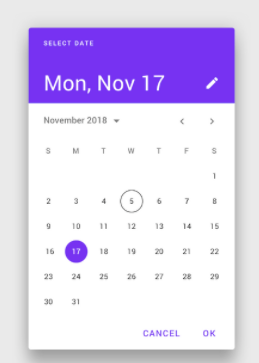 SELECT DATE
Mon, Nov 17
November 2018
S M T W T F S
1
2 3 4 5 6 7 8
9 10 11 12 13 14 15
16 17 18 19 20 21 22
23 24 25 26 27 28 29
30 31
CANCEL OK